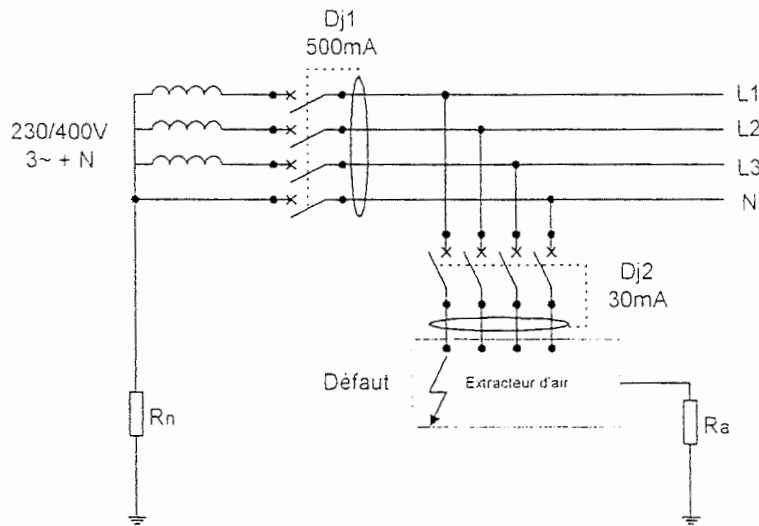 Dj1
500mA
L1
230/400V
3~ + N
L2
L3
N
Dj2
30mA
Défaut
Extracteur d'air
Rn
Ra